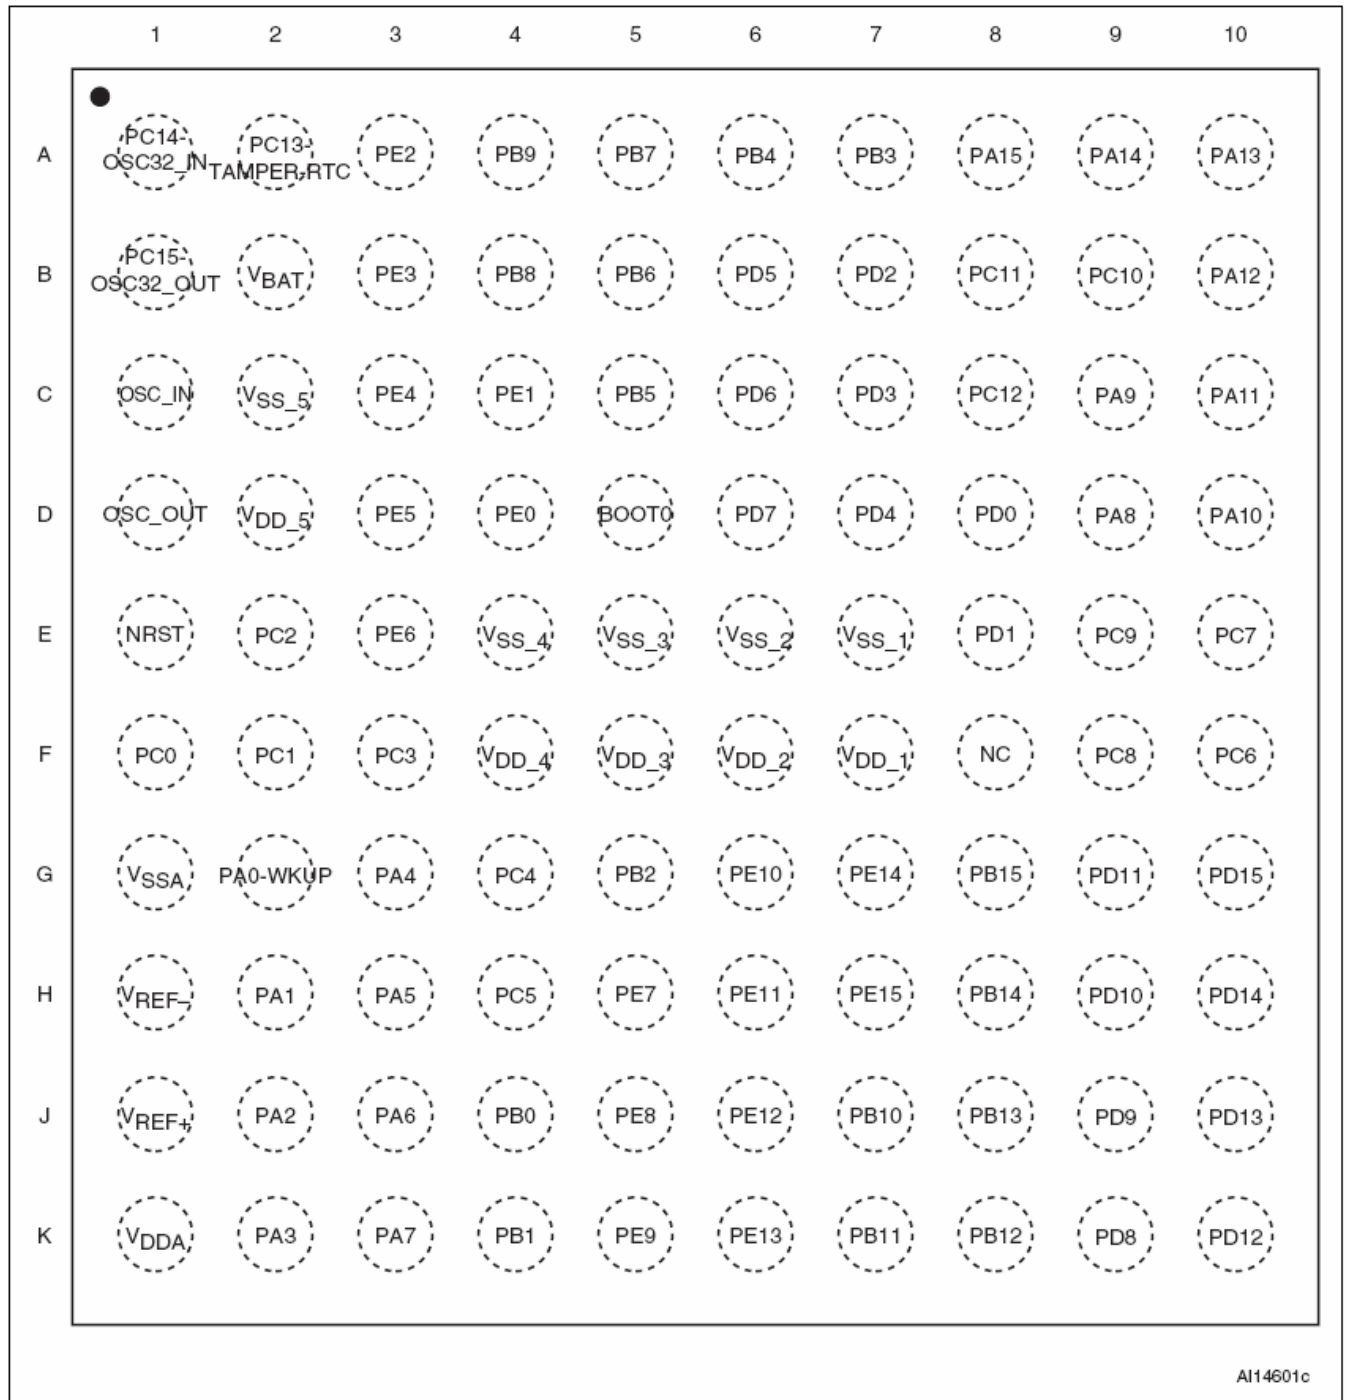 1 2 3 4 5 6 7 8 9 10
A PC14-OSC32_IN PC13-TAMPER-RTC PE2 PB9 PB7 PB4 PB3 PA15 PA14 PA13
B PC15-OSC32_OUT VBAT PE3 PB8 PB6 PD5 PD2 PC11 PC10 PA12
C OSC_IN VSS_5 PE4 PE1 PB5 PD6 PD3 PC12 PA9 PA11
D OSC_OUT VDD_5 PE5 PE0 BOOT0 PD7 PD4 PD0 PA8 PA10
E NRST PC2 PE6 VSS_4 VSS_3 VSS_2 VSS_1 PD1 PC9 PC7
F PC0 PC1 PC3 VDD_4 VDD_3 VDD_2 VDD_1 NC PC8 PC6
G VSSA PA0-WKUP PA4 PC4 PB2 PE10 PE14 PB15 PD11 PD15
H VREF– PA1 PA5 PC5 PE7 PE11 PE15 PB14 PD10 PD14
J VREF+ PA2 PA6 PB0 PE8 PE12 PB10 PB13 PD9 PD13
K VDDA PA3 PA7 PB1 PE9 PE13 PB11 PB12 PD8 PD12
AI14601c